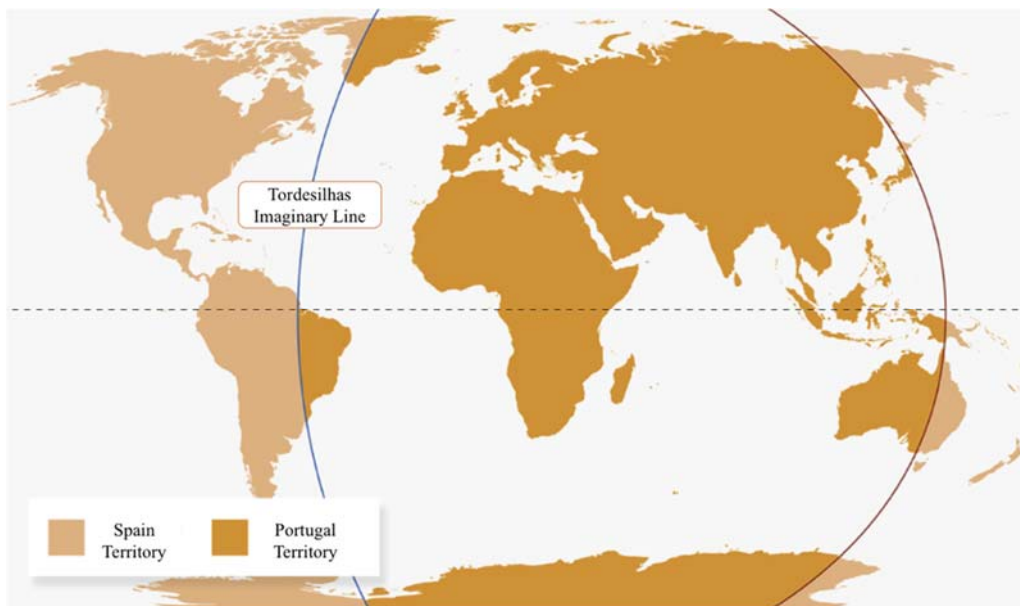 Tordesilhas
Imaginary Line
Spain
Territory
Portugal
Territory